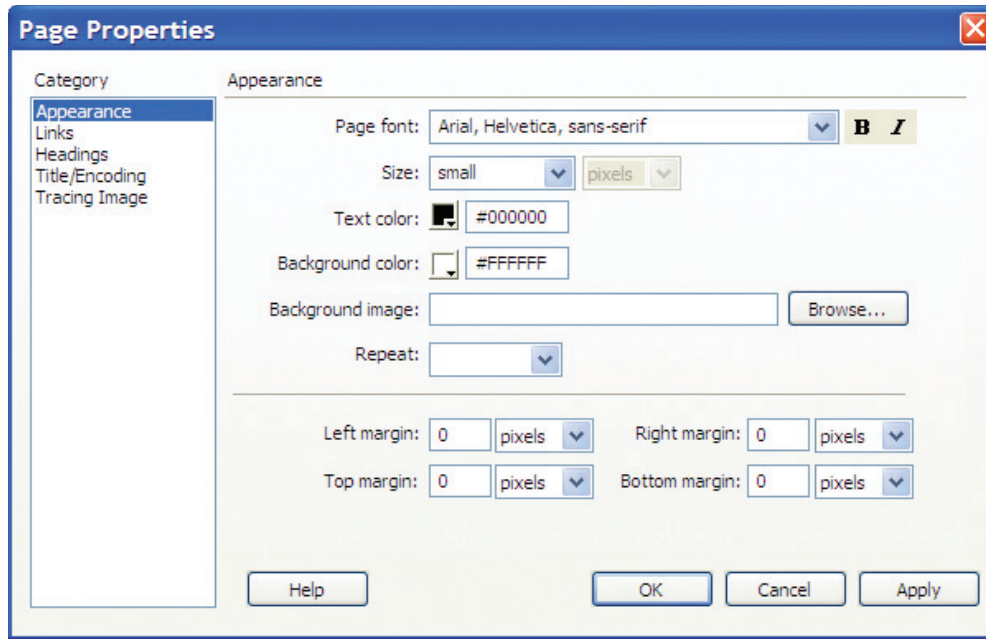 Page Properties
Category
Appearance
Links
Headings
Title/Encoding
Tracing Image
Appearance
Page font: Arial, Helvetica, sans-serif B I
Size: small pixels
Text color: #000000
Background color: #FFFFFF
Background image: Browse...
Repeat:
Left margin: 0 pixels Right margin: 0 pixels
Top margin: 0 pixels Bottom margin: 0 pixels
Help OK Cancel Apply